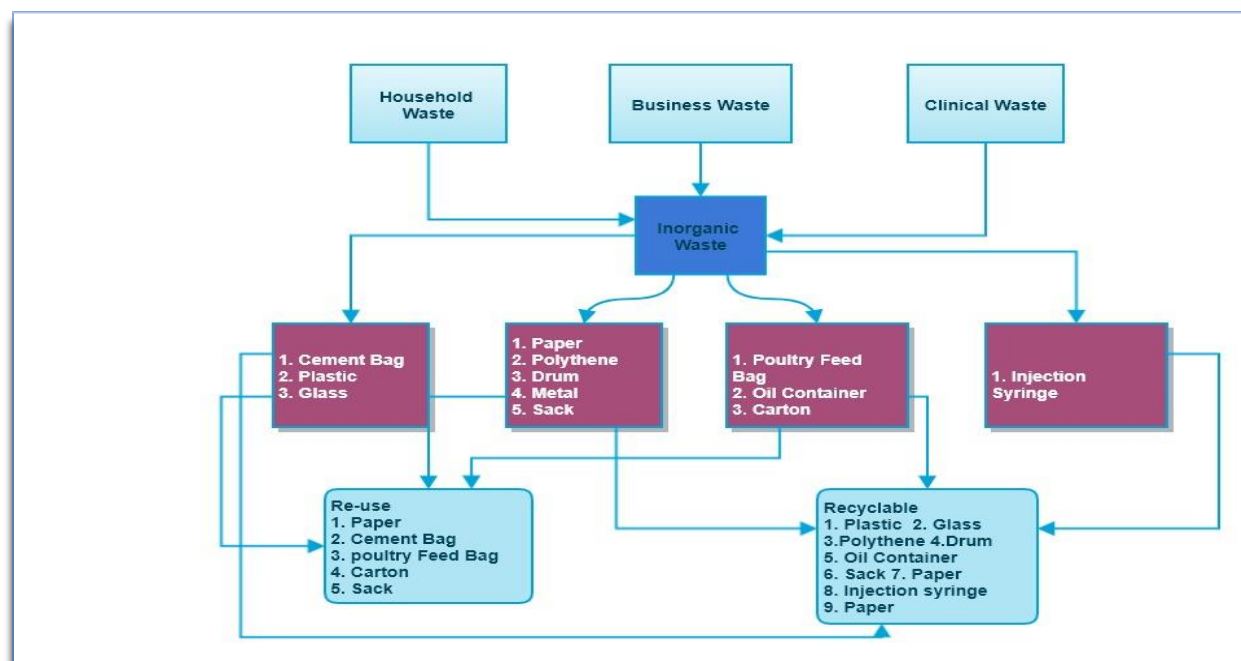 Household
Waste
Business Waste
Clinical Waste
Inorganic
Waste
1. Cement Bag
2. Plastic
3. Glass
1. Paper
2. Polythene
3. Drum
4. Metal
5. Sack
1. Poultry Feed
Bag
2. Oil Container
3. Carton
1. Injection
Syringe
Re-use
1. Paper
2. Cement Bag
3. poultry Feed Bag
4. Carton
5. Sack
Recyclable
1. Plastic 2. Glass
3.Polythene 4.Drum
5. Oil Container
6. Sack 7. Paper
8. Injection syringe
9. Paper